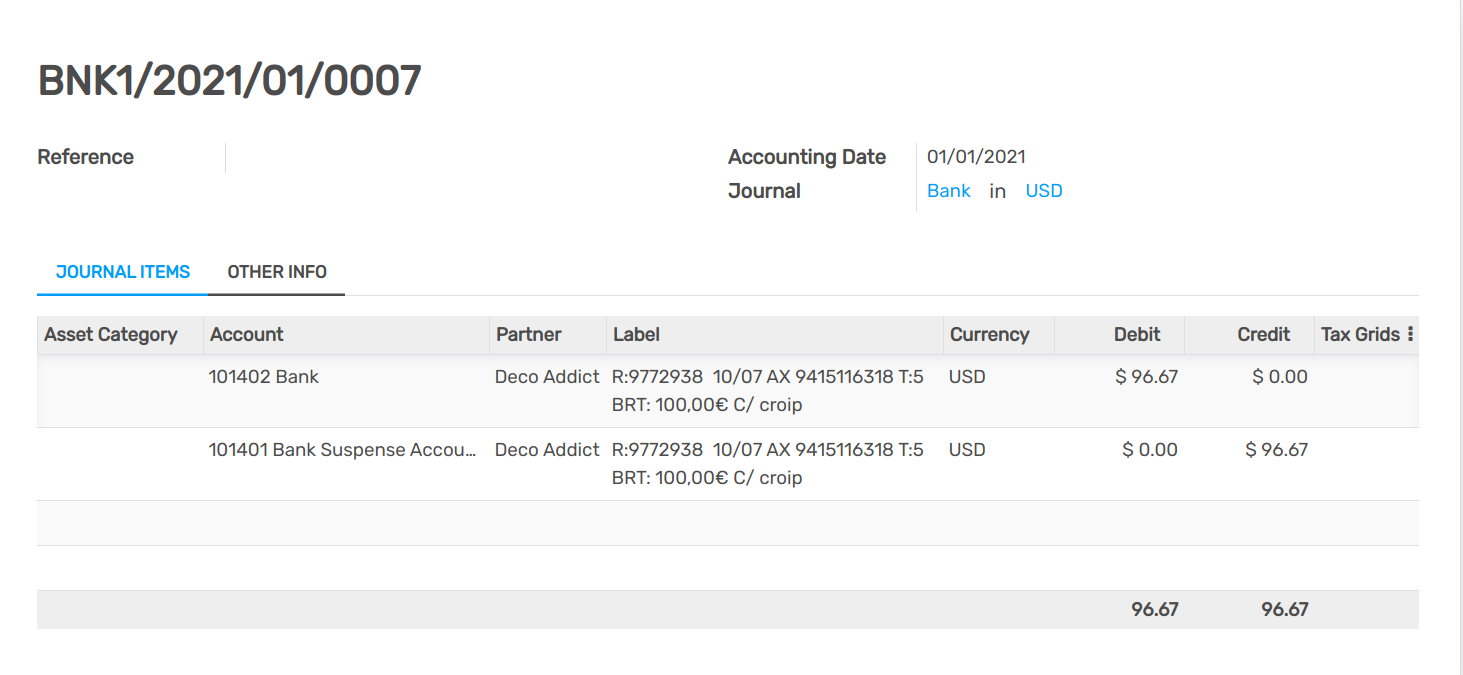 BNK1/2021/01/0007
Reference
Accounting Date 01/01/2021
Journal Bank in USD
JOURNAL ITEMS OTHER INFO
Asset Category Account Partner Label Currency Debit Credit Tax Grids
101402 Bank Deco Addict R:9772938  10/07 AX 9415116318 T:5 USD $ 96.67 $ 0.00
BRT: 100,00€ C/ croip
101401 Bank Suspense Accou... Deco Addict R:9772938  10/07 AX 9415116318 T:5 USD $ 0.00 $ 96.67
BRT: 100,00€ C/ croip
96.67 96.67